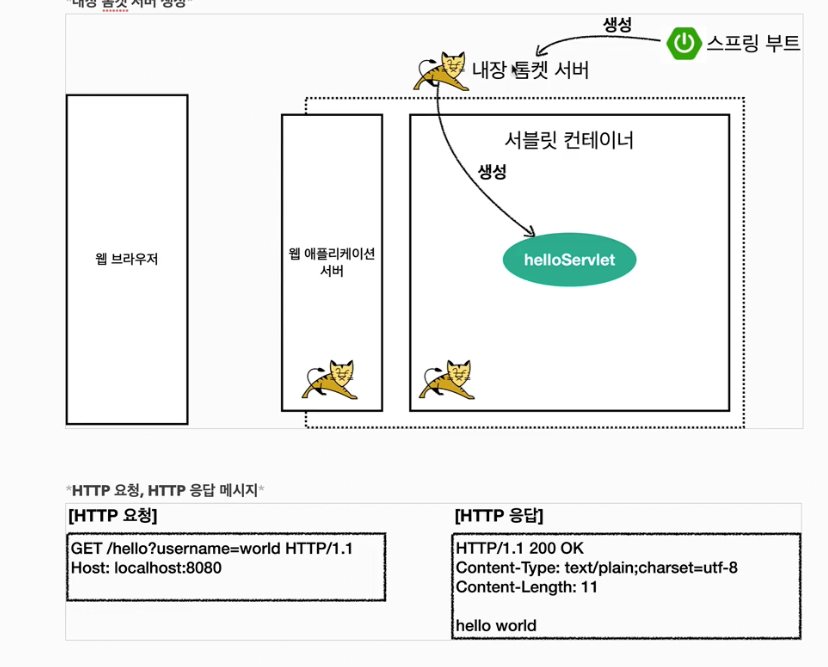 *내장 톰캣 서버 생성*
생성
스프링 부트
내장 톰켓 서버
서블릿 컨테이너
생성
웹 브라우저
웹 애플리케이션
서버
helloServlet
*HTTP 요청, HTTP 응답 메시지*
[HTTP 요청]
GET /hello?username=world HTTP/1.1
Host: localhost:8080
[HTTP 응답]
HTTP/1.1 200 OK
Content-Type: text/plain;charset=utf-8
Content-Length: 11
hello world